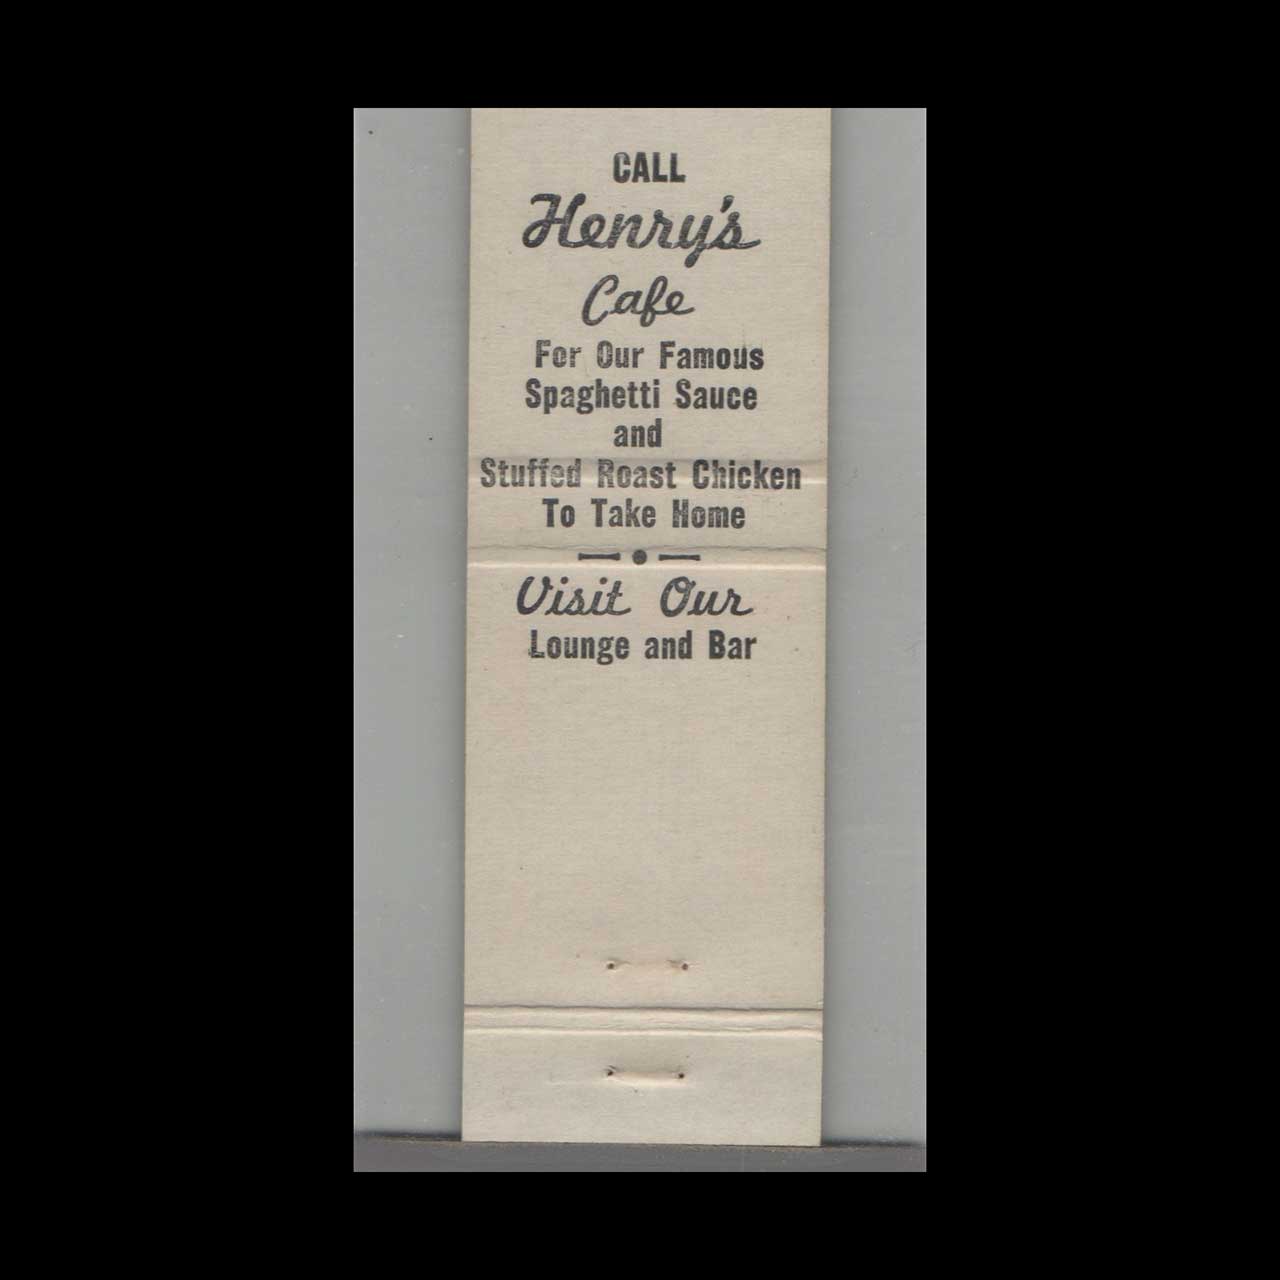 CALL
Henry's
Cafe
For Our Famous
Spaghetti Sauce
and
Stuffed Roast Chicken
To Take Home
Visit Our
Lounge and Bar